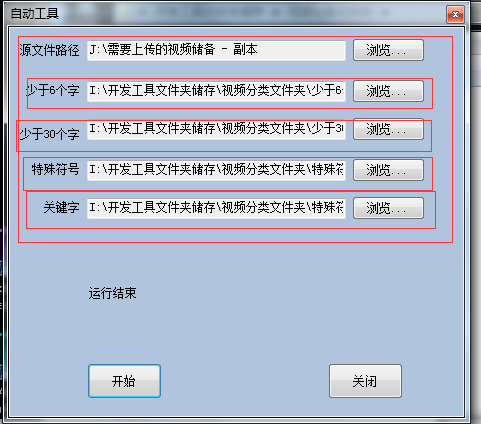 自动工具
源文件路径 J:\需要上传的视频储备 - 副本 浏览...
少于6个字 I:\开发工具文件夹储存\视频分类文件夹\少于6 浏览...
少于30个字 I:\开发工具文件夹储存\视频分类文件夹\少于30 浏览...
特殊符号 I:\开发工具文件夹储存\视频分类文件夹\特殊符 浏览...
关键字 I:\开发工具文件夹储存\视频分类文件夹\特殊符 浏览...
运行结束
开始 关闭